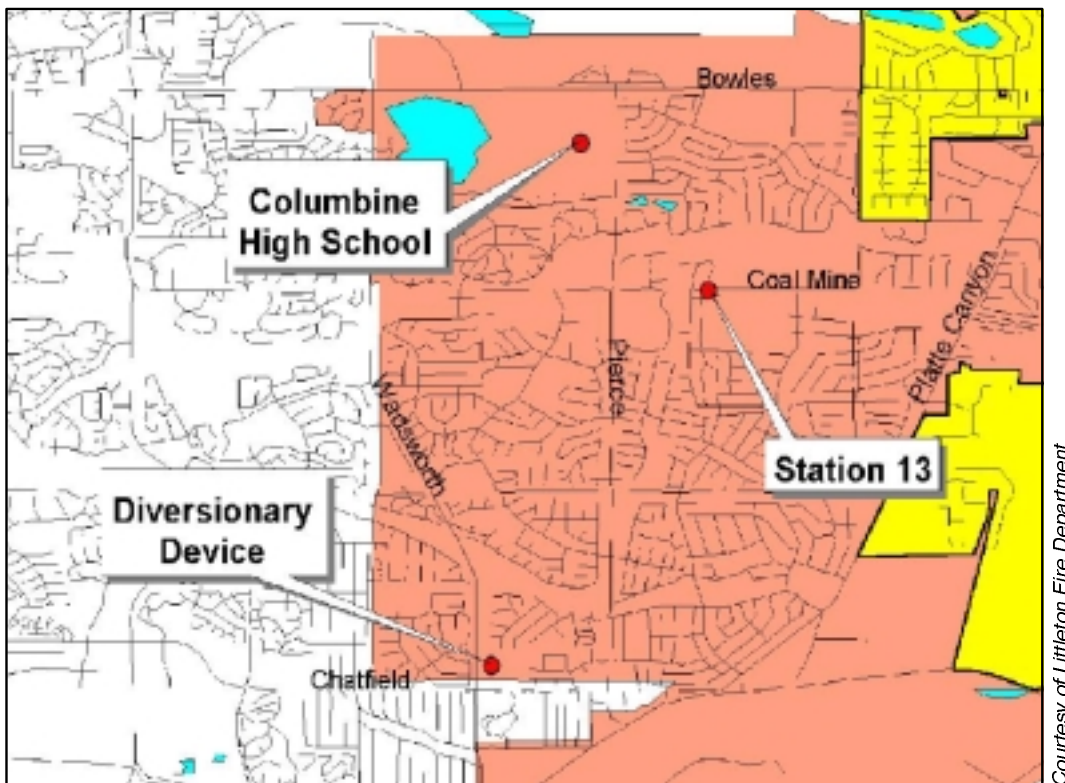 Bowles
Columbine
High School
Coal Mine
Platte Canyon
Pierce
Wadsworth
Station 13
Diversionary
Device
Chatfield
Courtesy of Littleton Fire Department